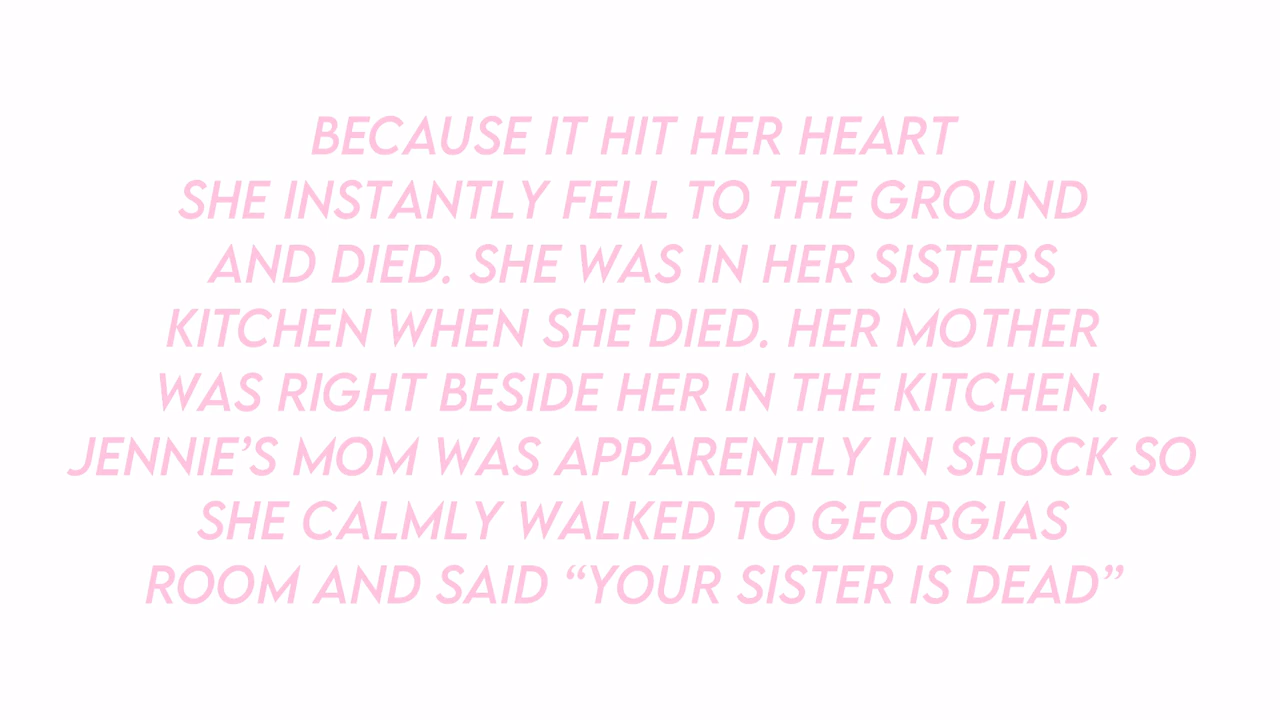 BECAUSE IT HIT HER HEART
SHE INSTANTLY FELL TO THE GROUND
AND DIED. SHE WAS IN HER SISTERS
KITCHEN WHEN SHE DIED. HER MOTHER
WAS RIGHT BESIDE HER IN THE KITCHEN.
JENNIE’S MOM WAS APPARENTLY IN SHOCK SO
SHE CALMLY WALKED TO GEORGIAS
ROOM AND SAID “YOUR SISTER IS DEAD”